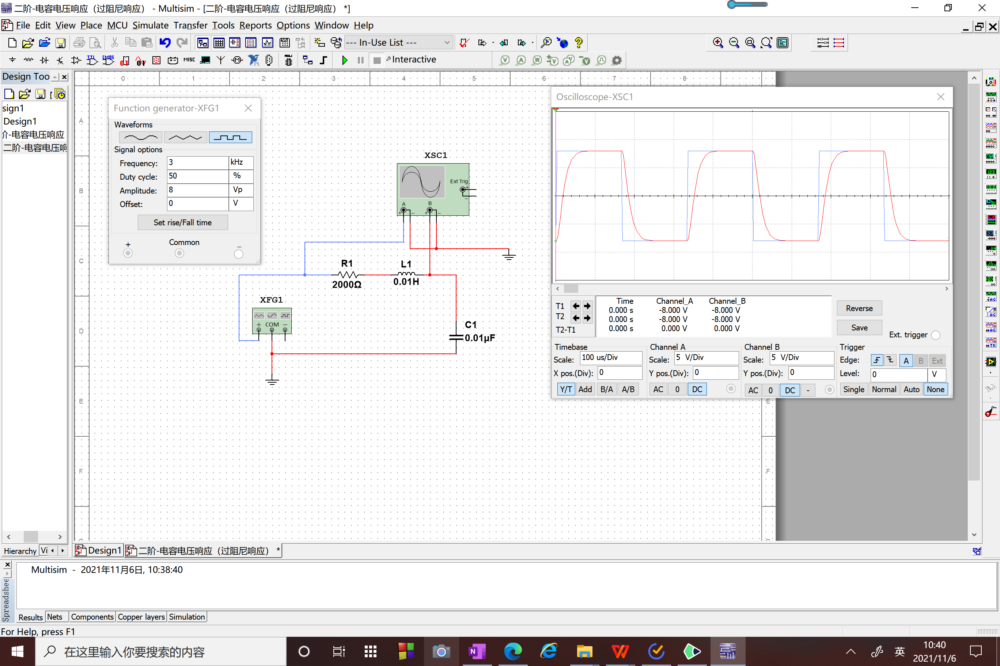 二阶-电容电压响应（过阻尼响应） - Multisim - [二阶-电容电压响应（过阻尼响应） *]
File Edit View Place MCU Simulate Transfer Tools Reports Options Window Help
--- In-Use List ---
MISC
Interactive
Design Too
sign1
Design1
阶-电容电压响应
二阶-电容电压响
Hierarchy Vi
0 1 2 3 4 5 6 7 8
A
B
C
D
E
F
Function generator-XFG1
Waveforms
Signal options
Frequency: 3 kHz
Duty cycle: 50 %
Amplitude: 8 Vp
Offset: 0 V
Set rise/Fall time
+ Common −
XSC1
Ext Trig
A B
R1
2000Ω
L1
0.01H
XFG1
COM
C1
0.01µF
E
F
Oscilloscope-XSC1
Time Channel_A Channel_B
T1 0.000 s -8.000 V -8.000 V
T2 0.000 s -8.000 V -8.000 V
T2-T1 0.000 s 0.000 V 0.000 V
Reverse
Save
Ext. trigger
Timebase
Scale: 100 us/Div
X pos.(Div): 0
Y/T Add B/A A/B
Channel A
Scale: 5 V/Div
Y pos.(Div): 0
AC 0 DC
Channel B
Scale: 5 V/Div
Y pos.(Div): 0
AC 0 DC -
Trigger
Edge: A B Ext
Level: 0 V
Single Normal Auto None
Design1 二阶-电容电压响应（过阻尼响应） *
Multisim - 2021年11月6日, 10:38:40
Spreadshee
Results Nets Components Copper layers Simulation
For Help, press F1
在这里输入你要搜索的内容
英
10:40
2021/11/6